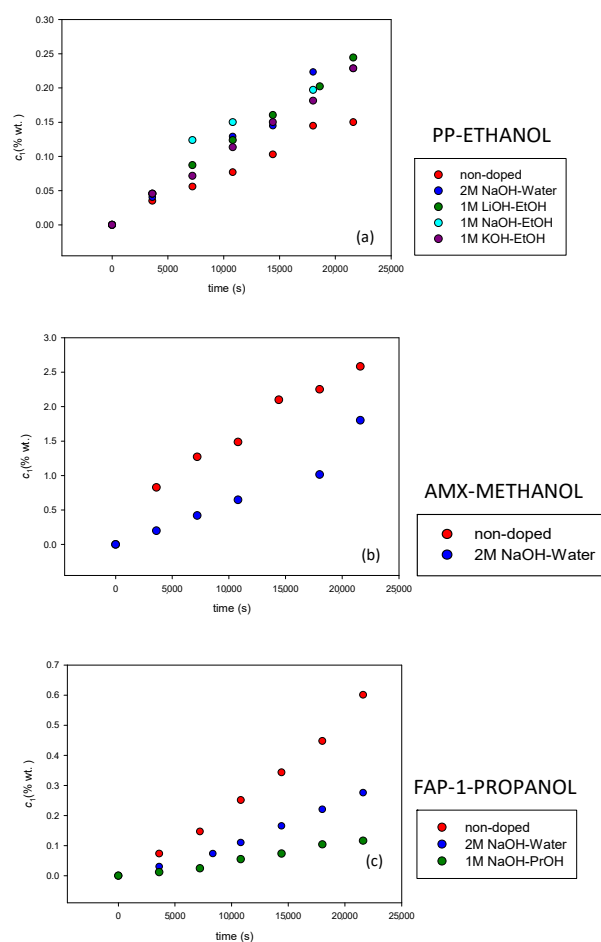 0.30
0.25
0.20
0.15
0.10
0.05
0.00
c₁(% wt.)
0
5000
10000
15000
20000
25000
time (s)
(a)
PP-ETHANOL
non-doped
2M NaOH-Water
1M LiOH-EtOH
1M NaOH-EtOH
1M KOH-EtOH
3.0
2.5
2.0
1.5
1.0
0.5
0.0
c₁(% wt.)
0
5000
10000
15000
20000
25000
time (s)
(b)
AMX-METHANOL
non-doped
2M NaOH-Water
0.7
0.6
0.5
0.4
0.3
0.2
0.1
0.0
c₁(% wt.)
0
5000
10000
15000
20000
25000
time (s)
(c)
FAP-1-PROPANOL
non-doped
2M NaOH-Water
1M NaOH-PrOH